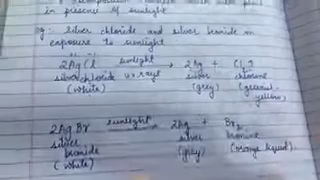 in presence of sunlight
eg: Silver chloride and silver bromide on
exposure to sunlight
2AgCl sunlight → 2Ag + Cl2↑
silver chloride silver chlorine
(white) (grey) (greenish
yellow)
2AgBr sunlight 2Ag + Br2
silver silver bromine
bromide (grey) (orange liquid).
(white)